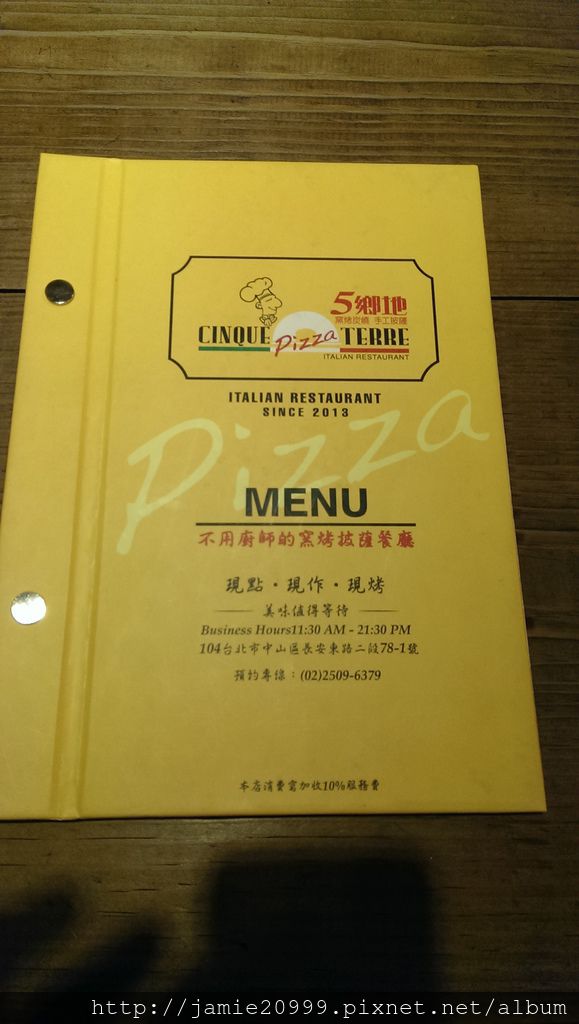 5鄉地
窯烤炭燒 手工披薩
CINQUE Pizza TERRE
ITALIAN RESTAURANT
ITALIAN RESTAURANT
SINCE 2013
Pizza
MENU
不用廚師的窯烤披薩餐廳
現點・現作・現烤
美味值得等待
Business Hours11:30 AM - 21:30 PM
104台北市中山區長安東路二段78-1號
預約專線：(02)2509-6379
本店消費需加收10%服務費
http://jamie20999.pixnet.net/album